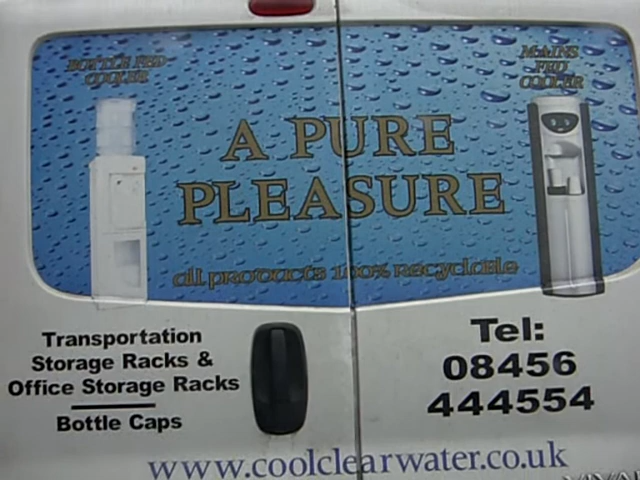 BOTTLE FED
COOLER
MAINS
FED
COOLER
A PURE
PLEASURE
all products 100% recyclable
Transportation
Storage Racks &
Office Storage Racks
Bottle Caps
Tel:
08456
444554
www.coolclearwater.co.uk